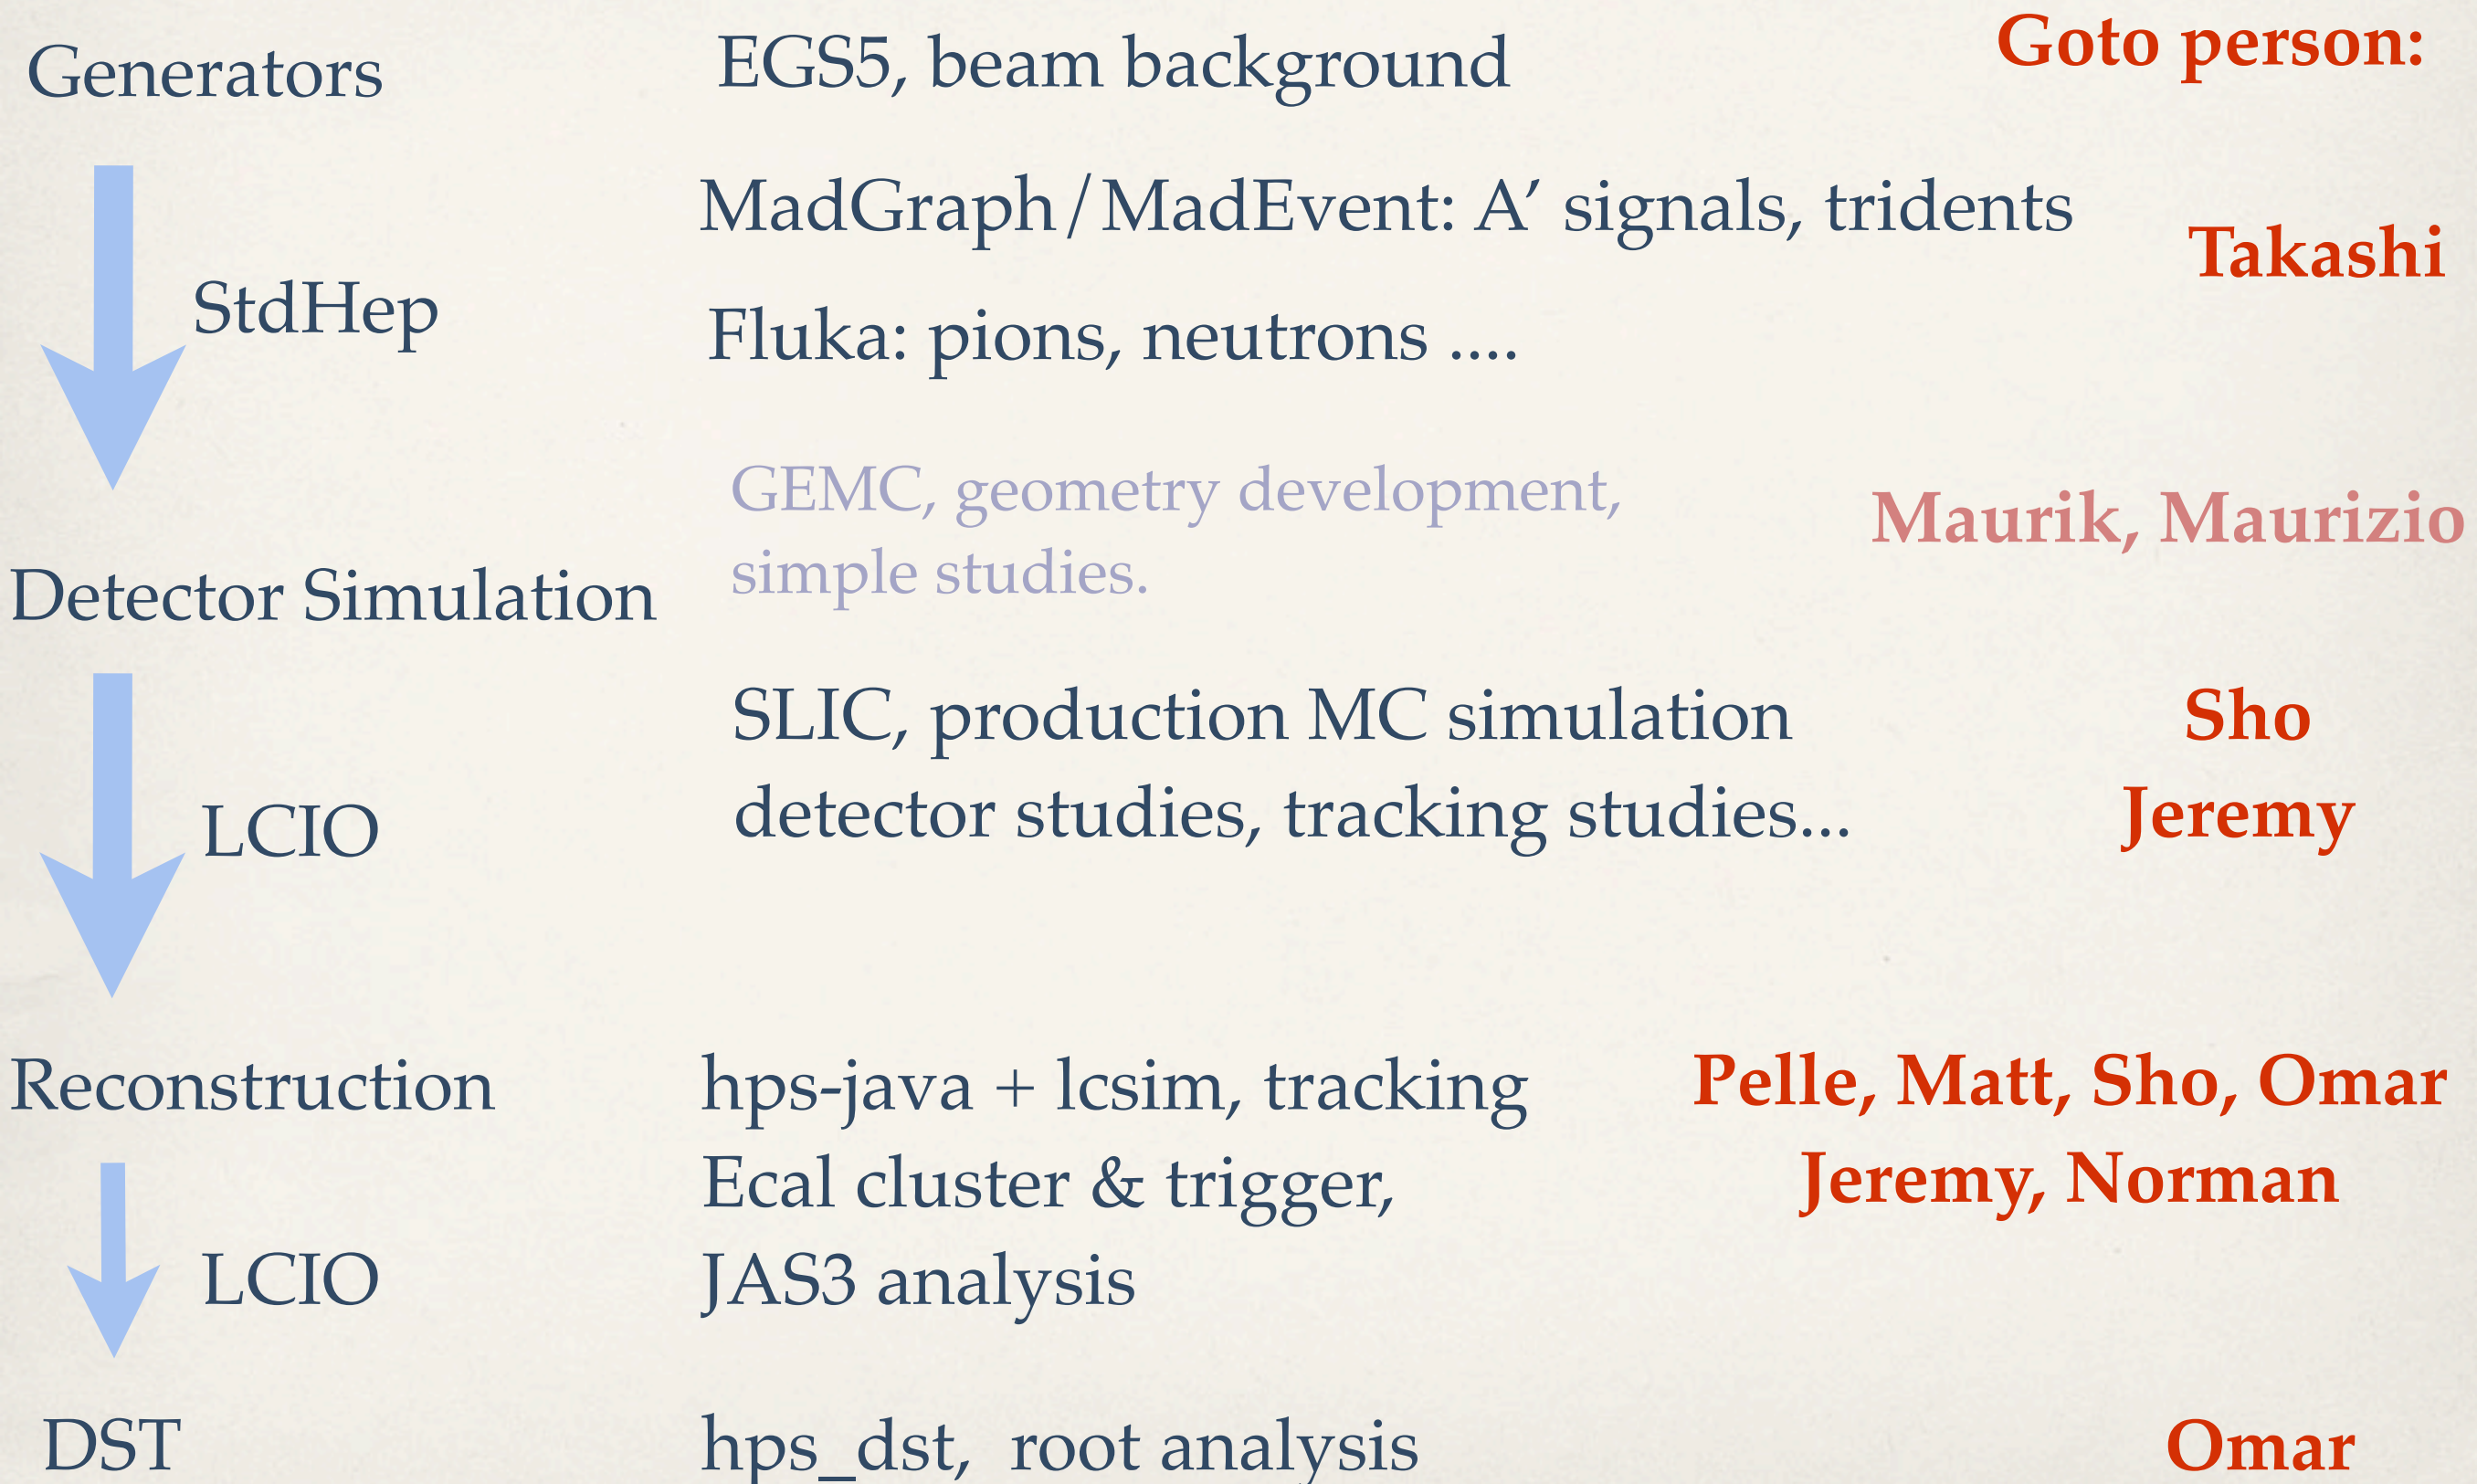 Generators
EGS5, beam background
Goto person:
MadGraph/MadEvent: A’ signals, tridents
Takashi
StdHep
Fluka: pions, neutrons ....
GEMC, geometry development,
simple studies.
Maurik, Maurizio
Detector Simulation
SLIC, production MC simulation
Sho
detector studies, tracking studies...
Jeremy
LCIO
Reconstruction
hps-java + lcsim, tracking
Pelle, Matt, Sho, Omar
Ecal cluster & trigger,
Jeremy, Norman
LCIO
JAS3 analysis
DST
hps_dst, root analysis
Omar